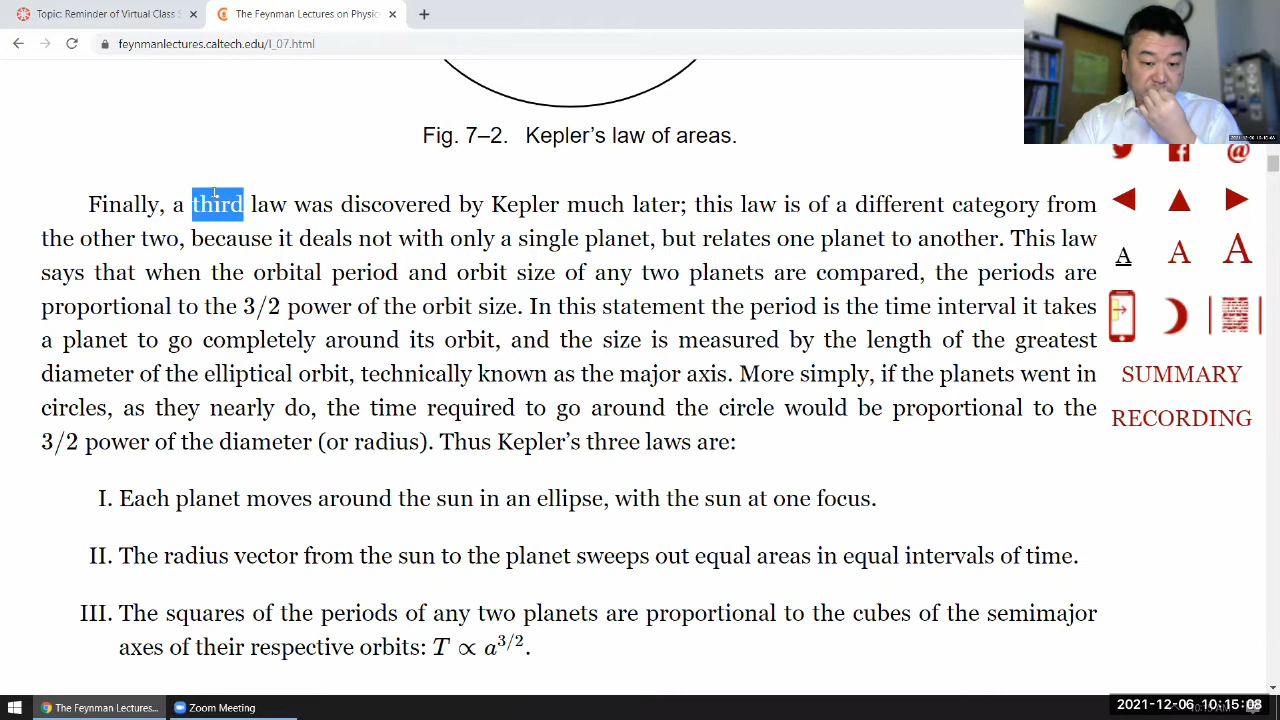 Topic: Reminder of Virtual Class S
The Feynman Lectures on Physic
feynmanlectures.caltech.edu/I_07.html
Fig. 7–2. Kepler’s law of areas.
Finally, a third law was discovered by Kepler much later; this law is of a different category from
the other two, because it deals not with only a single planet, but relates one planet to another. This law
says that when the orbital period and orbit size of any two planets are compared, the periods are
proportional to the 3/2 power of the orbit size. In this statement the period is the time interval it takes
a planet to go completely around its orbit, and the size is measured by the length of the greatest
diameter of the elliptical orbit, technically known as the major axis. More simply, if the planets went in
circles, as they nearly do, the time required to go around the circle would be proportional to the
3/2 power of the diameter (or radius). Thus Kepler’s three laws are:
I. Each planet moves around the sun in an ellipse, with the sun at one focus.
II. The radius vector from the sun to the planet sweeps out equal areas in equal intervals of time.
III. The squares of the periods of any two planets are proportional to the cubes of the semimajor
axes of their respective orbits: T ∝ a^{3/2}.
A A A
SUMMARY
RECORDING
The Feynman Lectures...
Zoom Meeting
2021-12-06 10:15:08